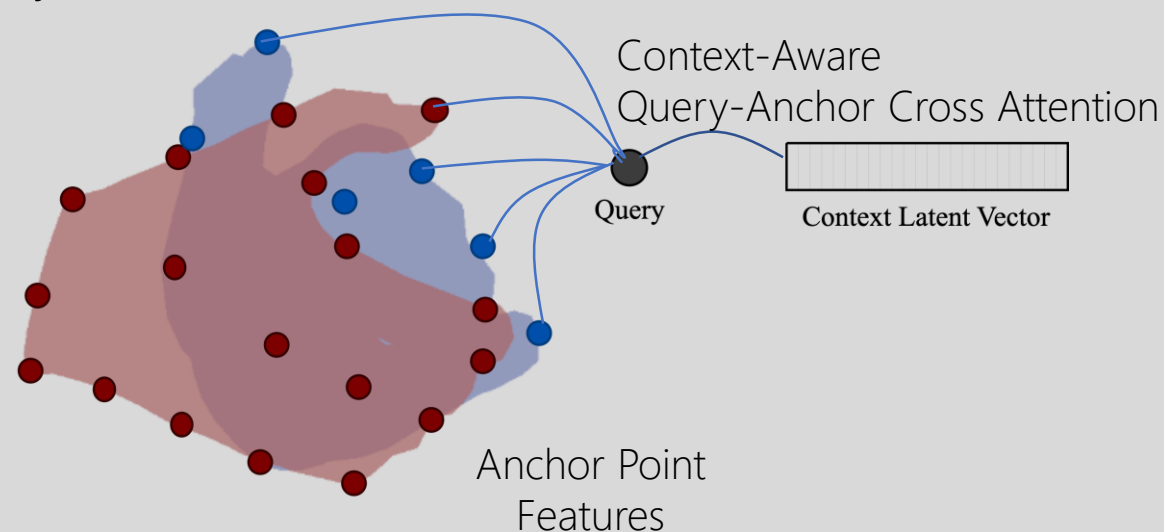 Context-Aware
Query-Anchor Cross Attention
Query
Context Latent Vector
Anchor Point
Features